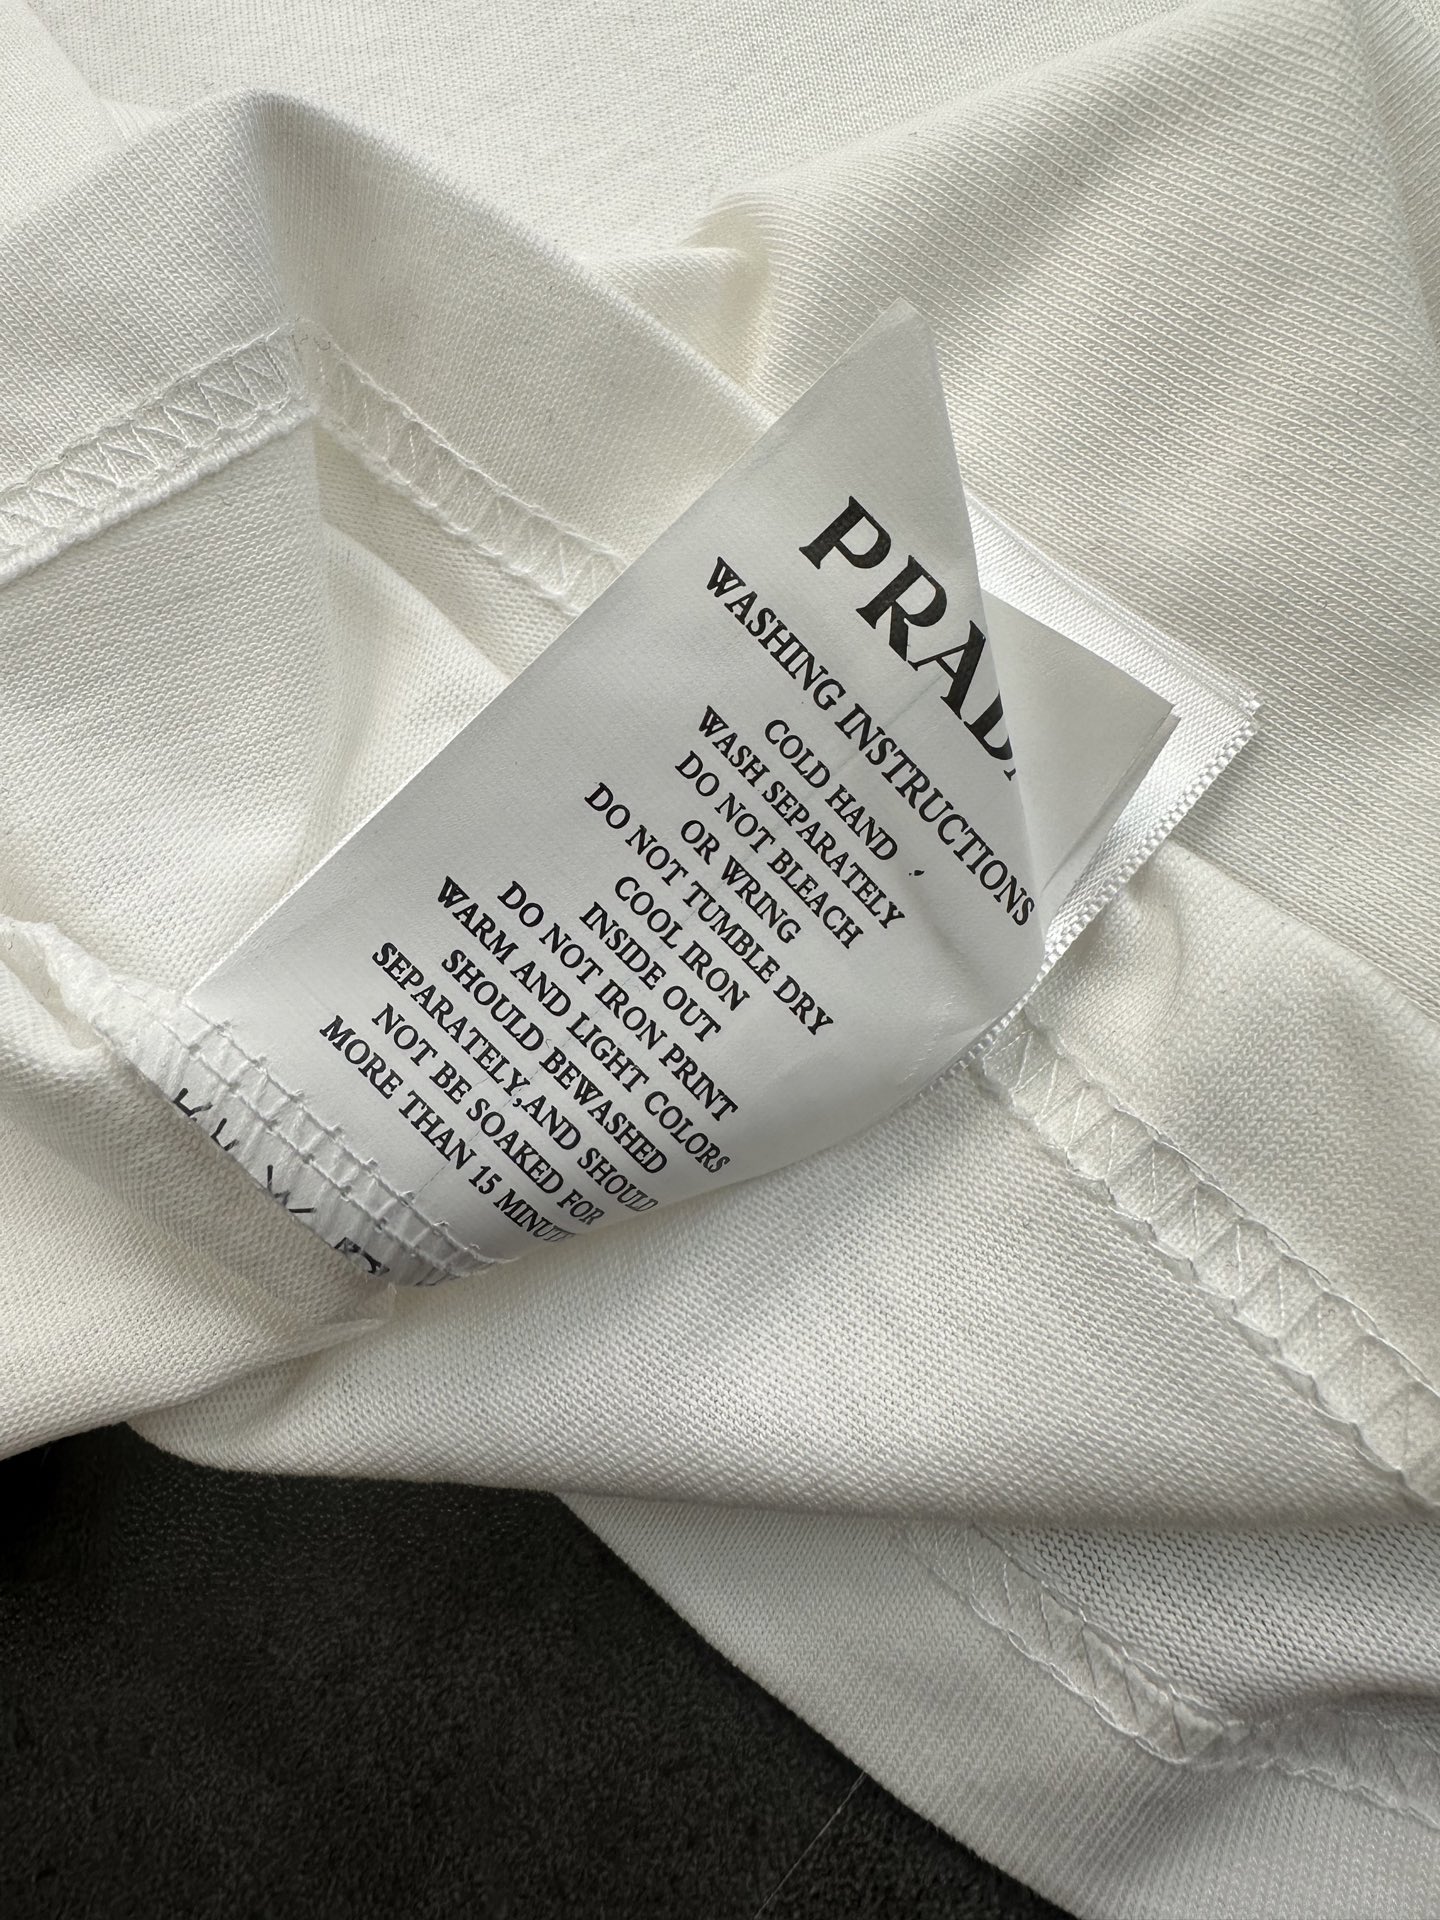 PRAD
WASHING INSTRUCTIONS
COLD HAND
WASH SEPARATELY
DO NOT BLEACH
OR WRING
DO NOT TUMBLE DRY
COOL IRON
INSIDE OUT
DO NOT IRON PRINT
WARM AND LIGHT COLORS
SHOULD BEWASHED
SEPARATELY,AND SHOULD
NOT BE SOAKED FOR
MORE THAN 15 MINUTE